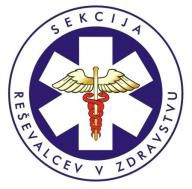 SEKCIJA
REŠEVALCEV V ZDRAVSTVU